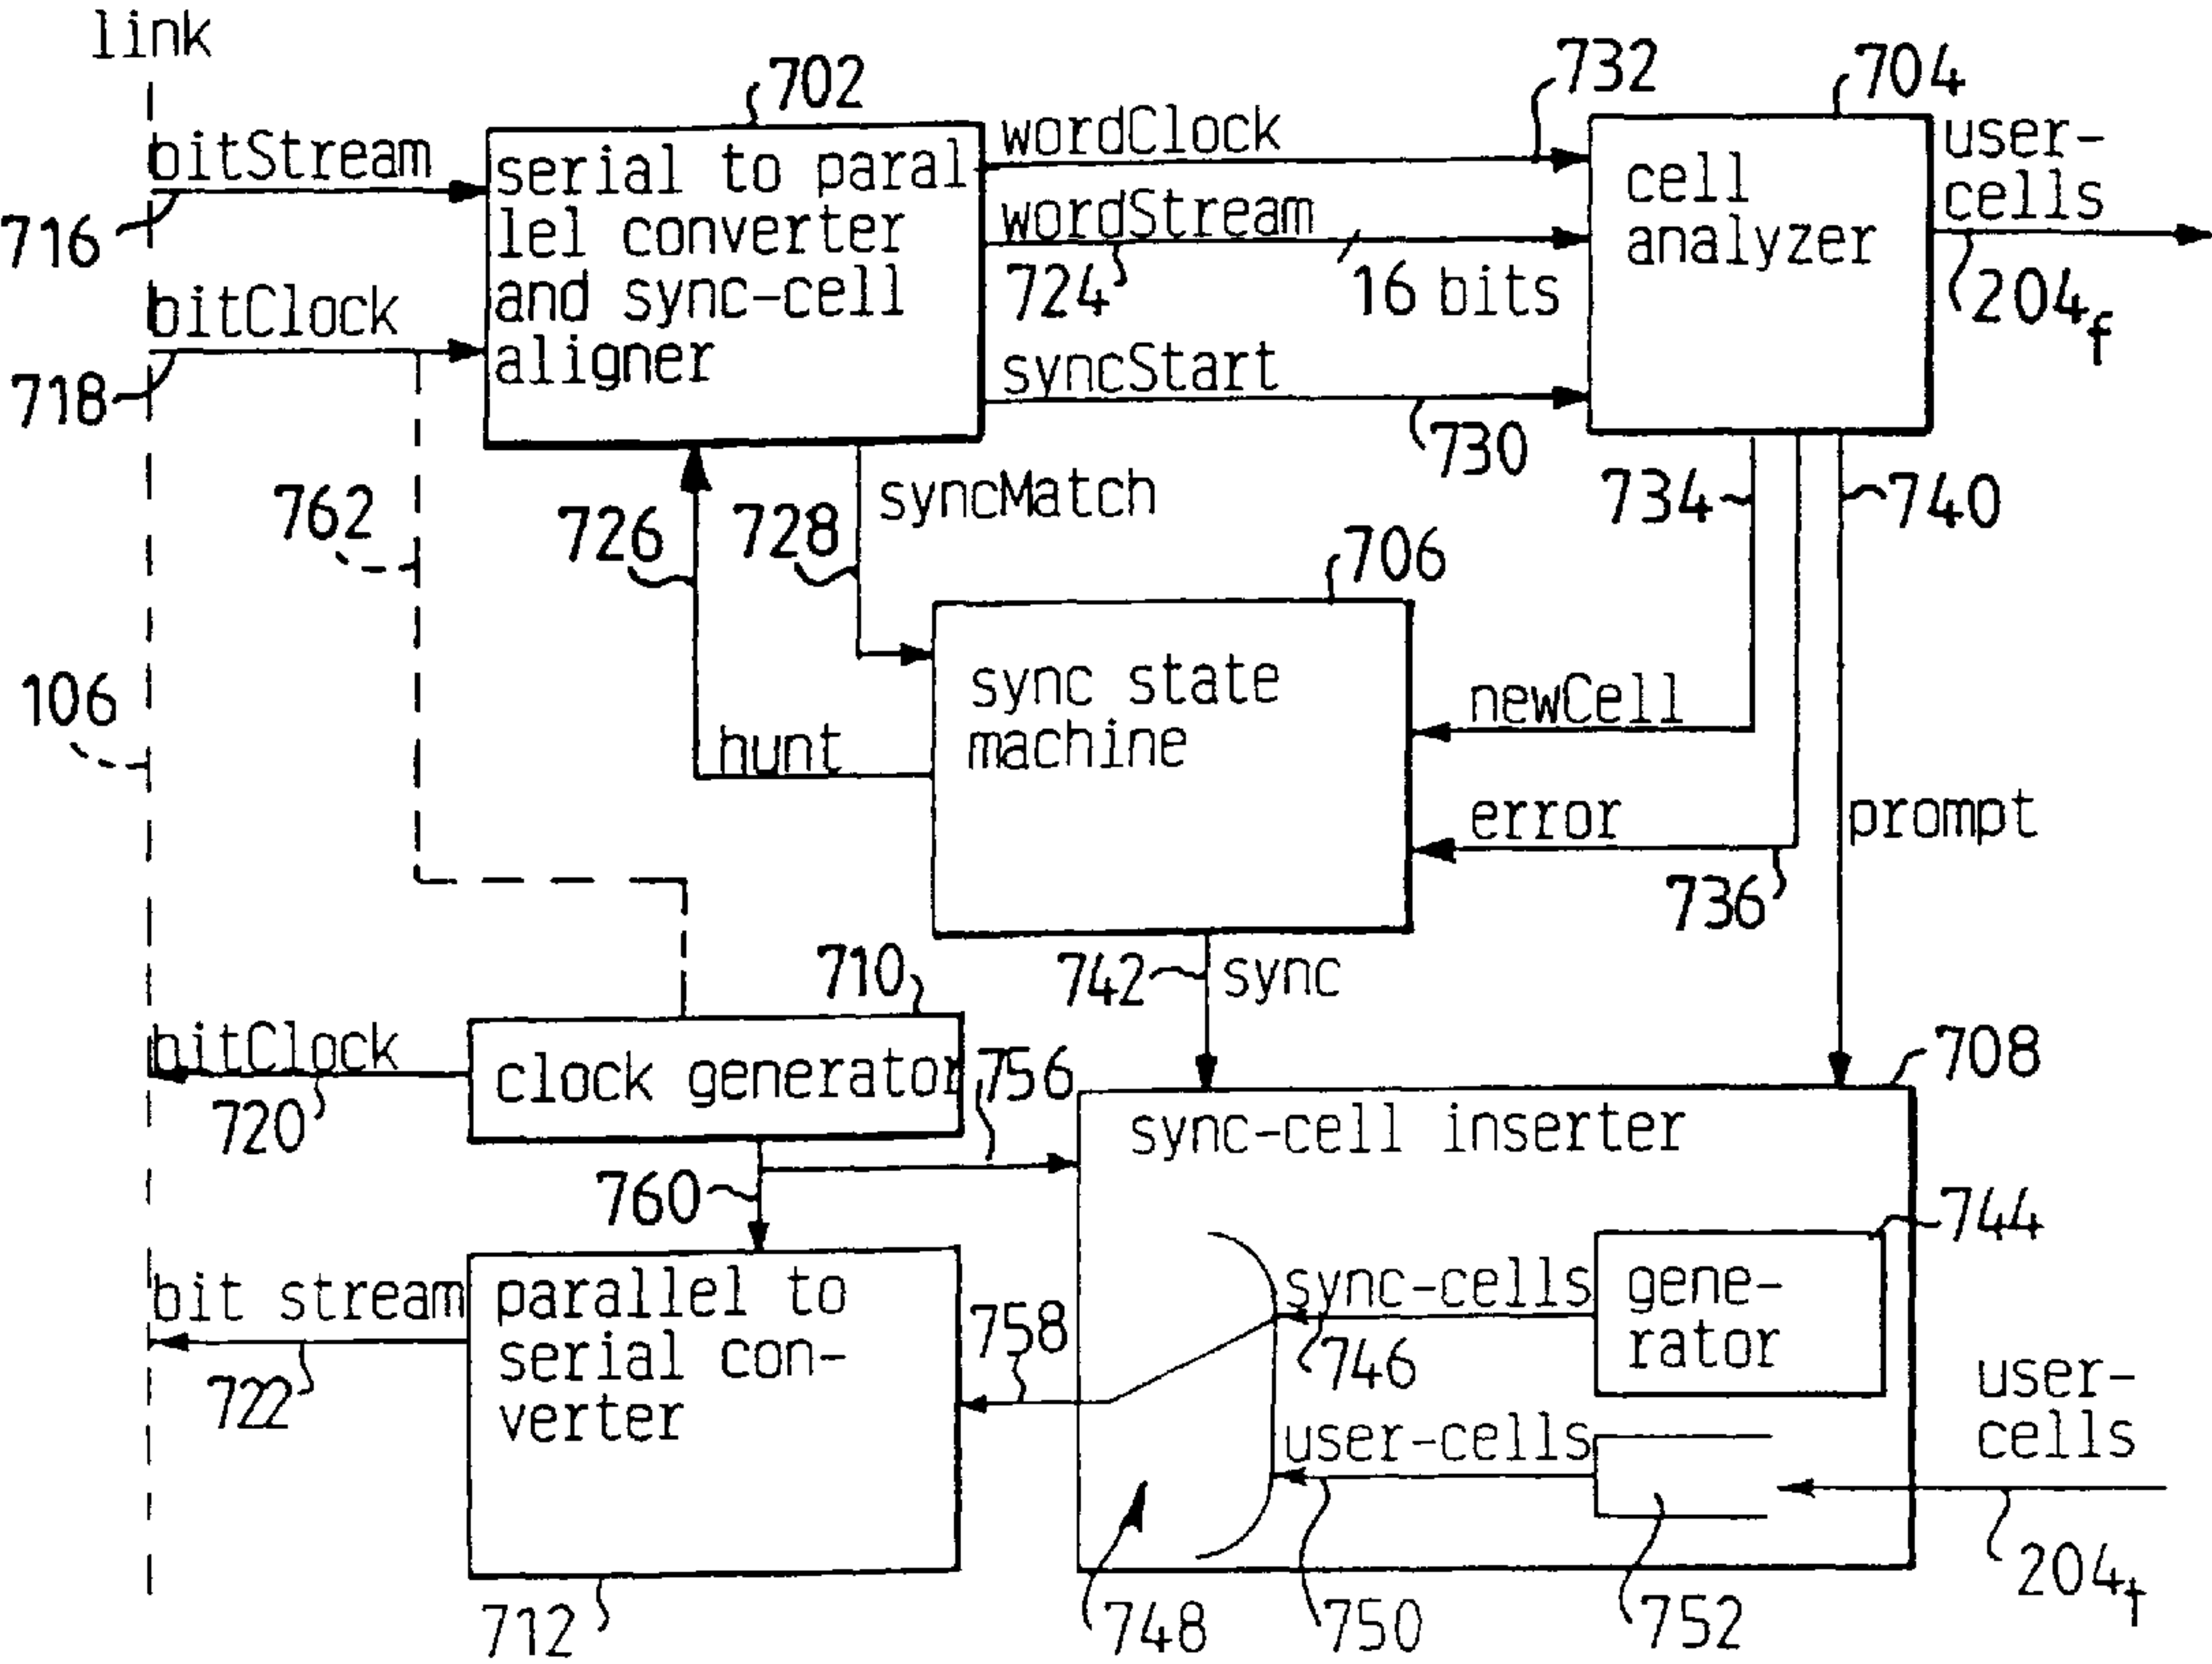 link
702
732
704
bitStream
716
serial to paral
lel converter
and sync-cell
aligner
wordClock
wordStream
724
16 bits
cell
analyzer
user-
cells
204f
bitClock
718
syncStart
730
762
726
728
syncMatch
734
740
706
106
sync state
machine
newCell
hunt
error
prompt
736
710
742
sync
bitClock
720
clock generator
756
708
sync-cell inserter
760
744
bit stream
722
parallel to
serial con-
verter
758
sync-cells
746
gene-
rator
user-
cells
user-cells
712
748
750
752
204t